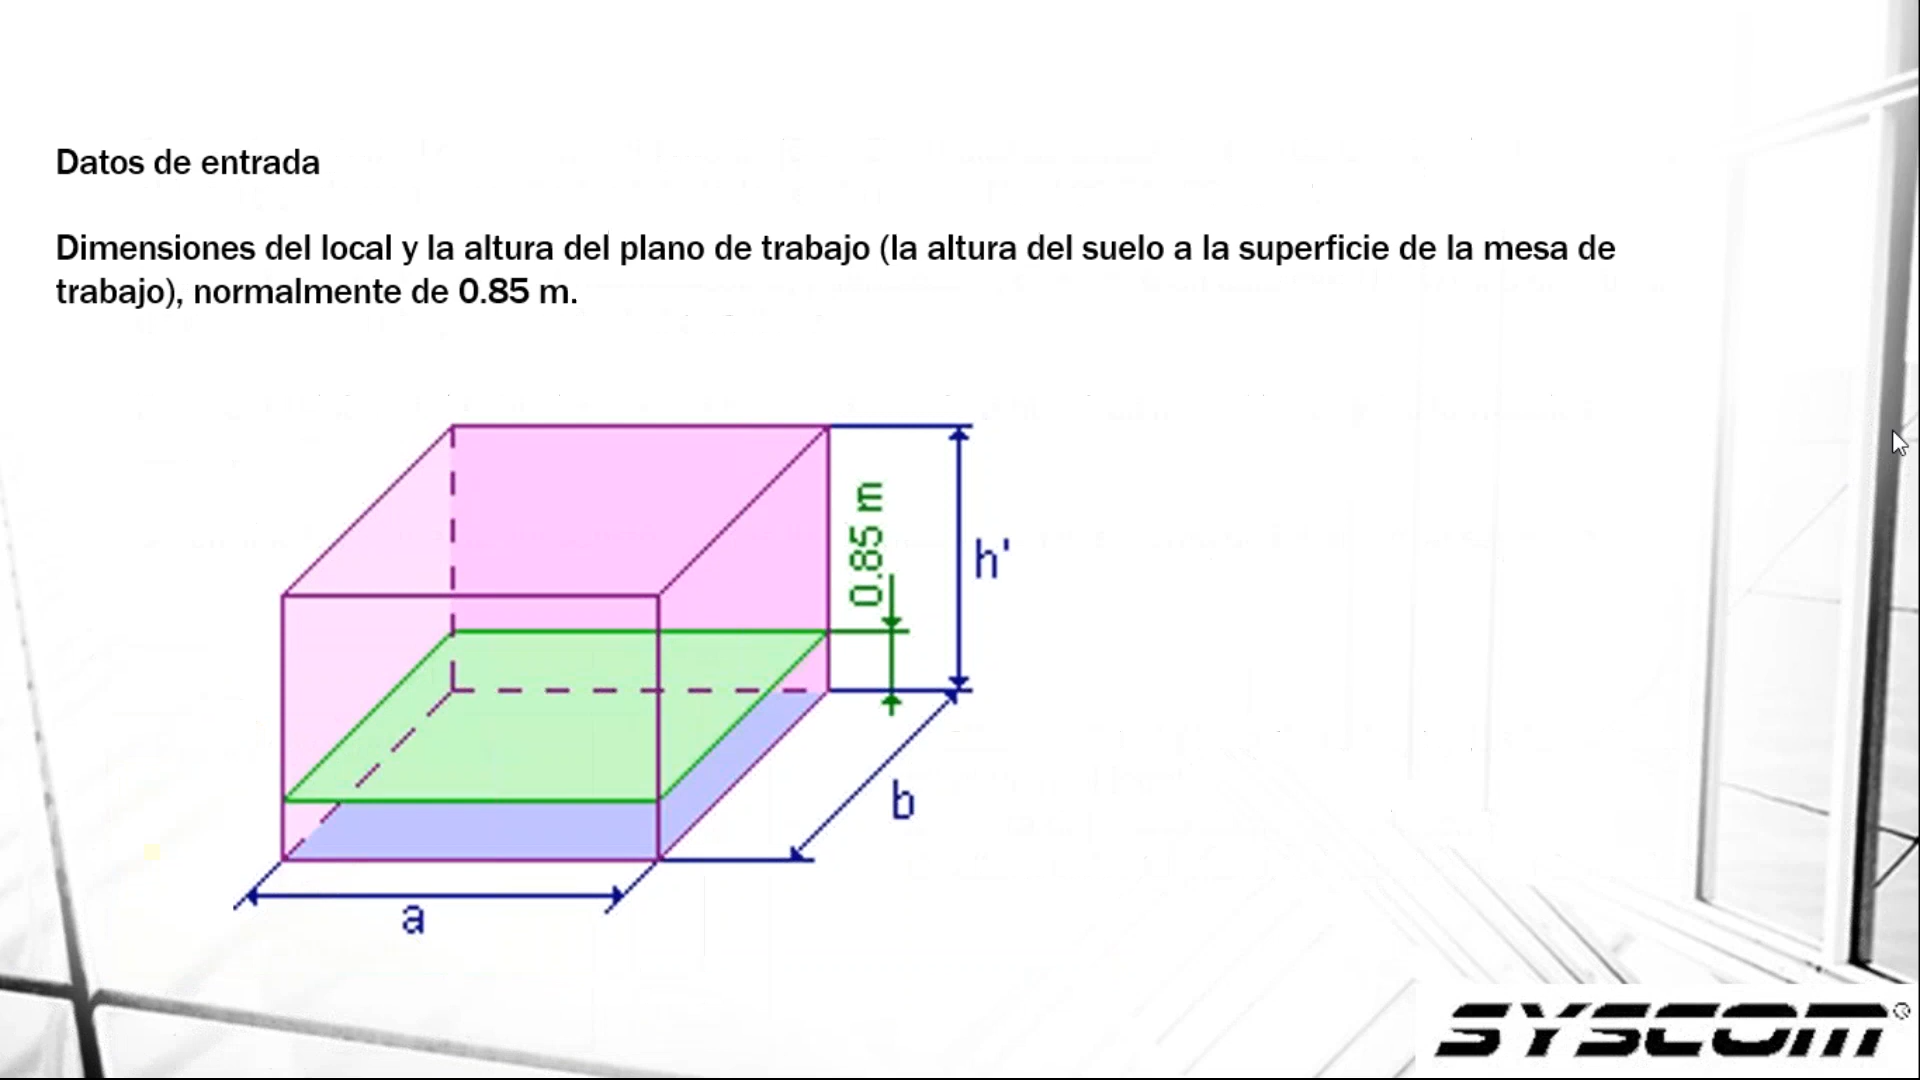 Datos de entrada
Dimensiones del local y la altura del plano de trabajo (la altura del suelo a la superficie de la mesa de
trabajo), normalmente de 0.85 m.
0.85 m
h'
b
a
SYSCOM®